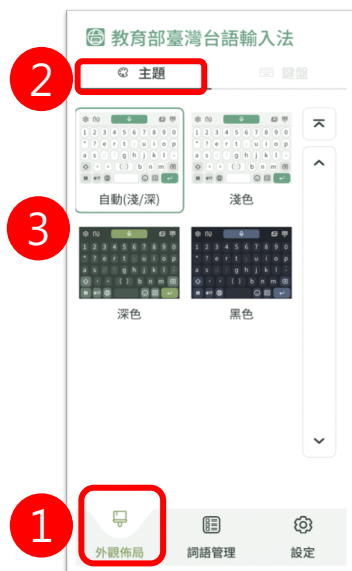 教育部臺灣台語輸入法
2
主題
鍵盤
3
自動(淺/深)
淺色
深色
黑色
1
外觀佈局
詞語管理
設定